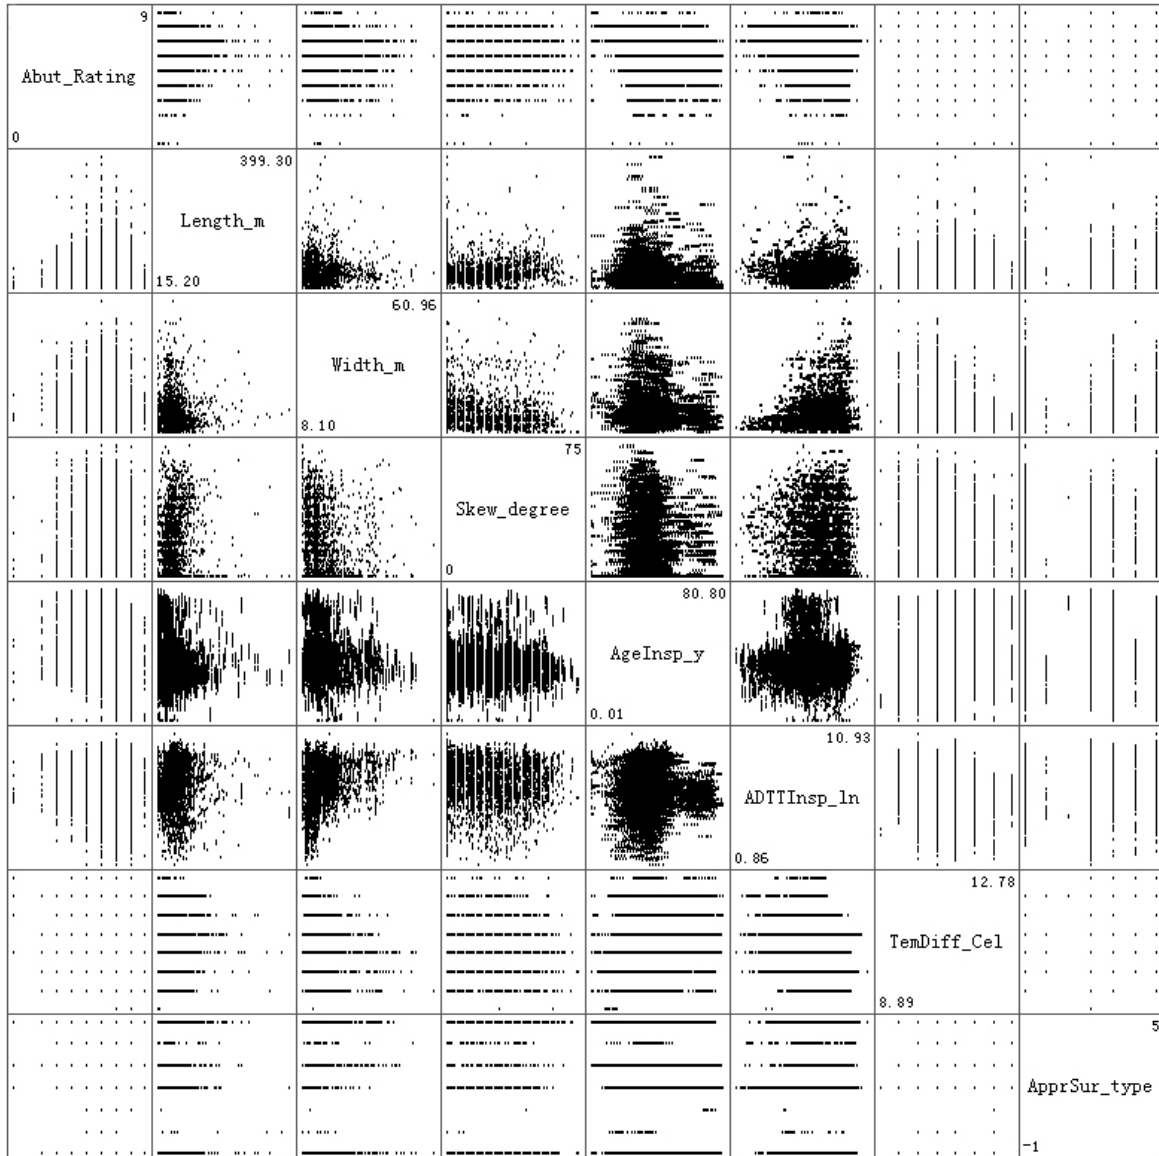 9
Abut_Rating
0
399.30
Length_m
15.20
60.96
Width_m
8.10
75
Skew_degree
0
80.80
AgeInsp_y
0.01
10.93
ADTTInsp_ln
0.86
12.78
TemDiff_Cel
8.89
5
ApprSur_type
-1